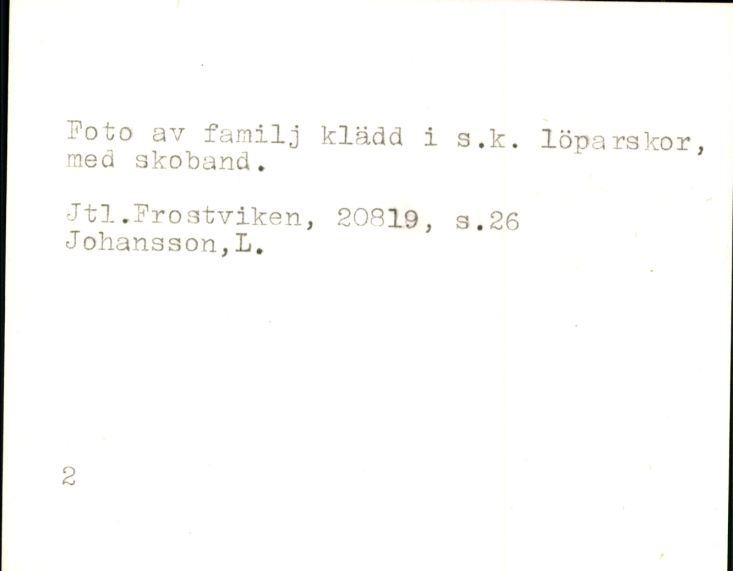 Foto av familj klädd i s.k. löparskor,
med skoband.
Jtl.Frostviken, 20819, s.26
Johansson,L.
2